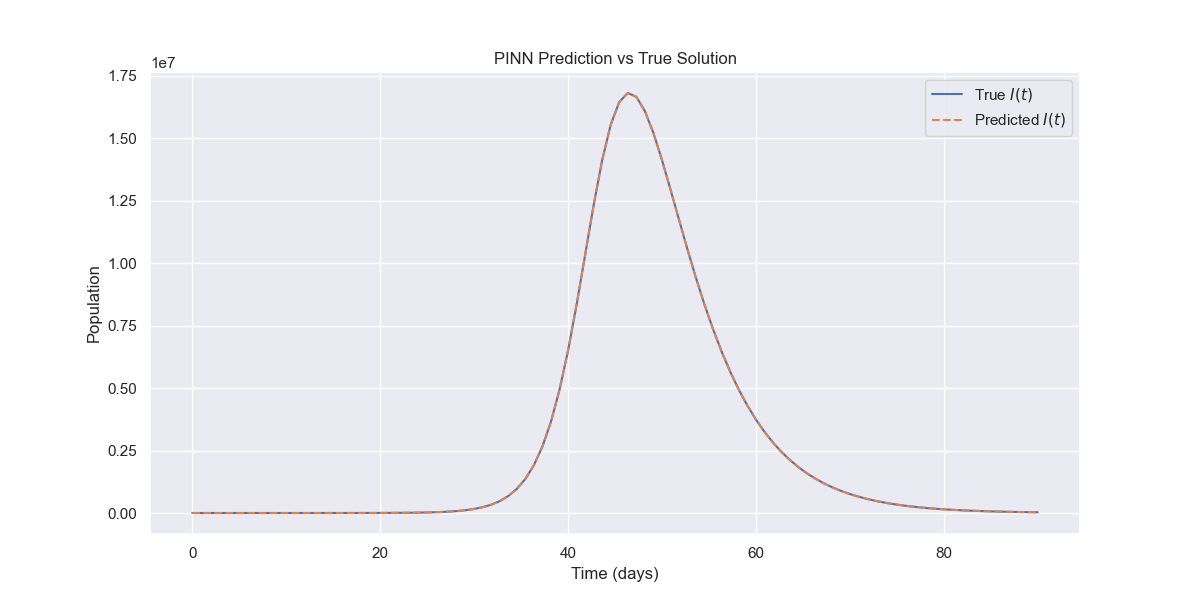 PINN Prediction vs True Solution
1e7
1.75
1.50
1.25
1.00
0.75
0.50
0.25
0.00
Population
True I(t)
Predicted I(t)
0
20
40
60
80
Time (days)